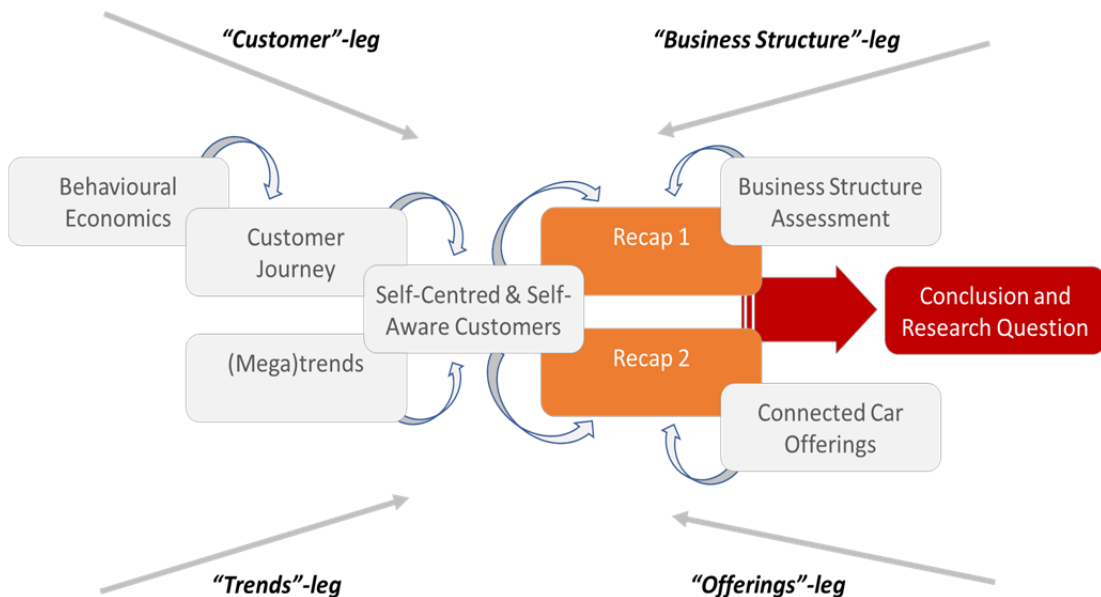 “Customer”-leg
“Business Structure”-leg
Behavioural
Economics
Customer
Journey
(Mega)trends
Self-Centred & Self-
Aware Customers
Recap 1
Recap 2
Business Structure
Assessment
Connected Car
Offerings
Conclusion and
Research Question
“Trends”-leg
“Offerings”-leg